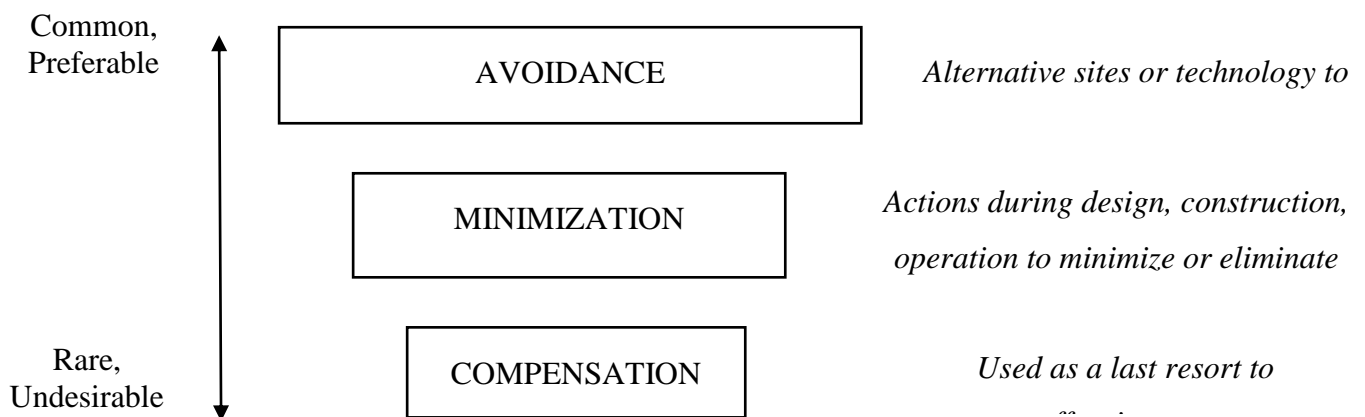 Common,
Preferable
AVOIDANCE
Alternative sites or technology to
MINIMIZATION
Actions during design, construction,
operation to minimize or eliminate
Rare,
Undesirable
COMPENSATION
Used as a last resort to